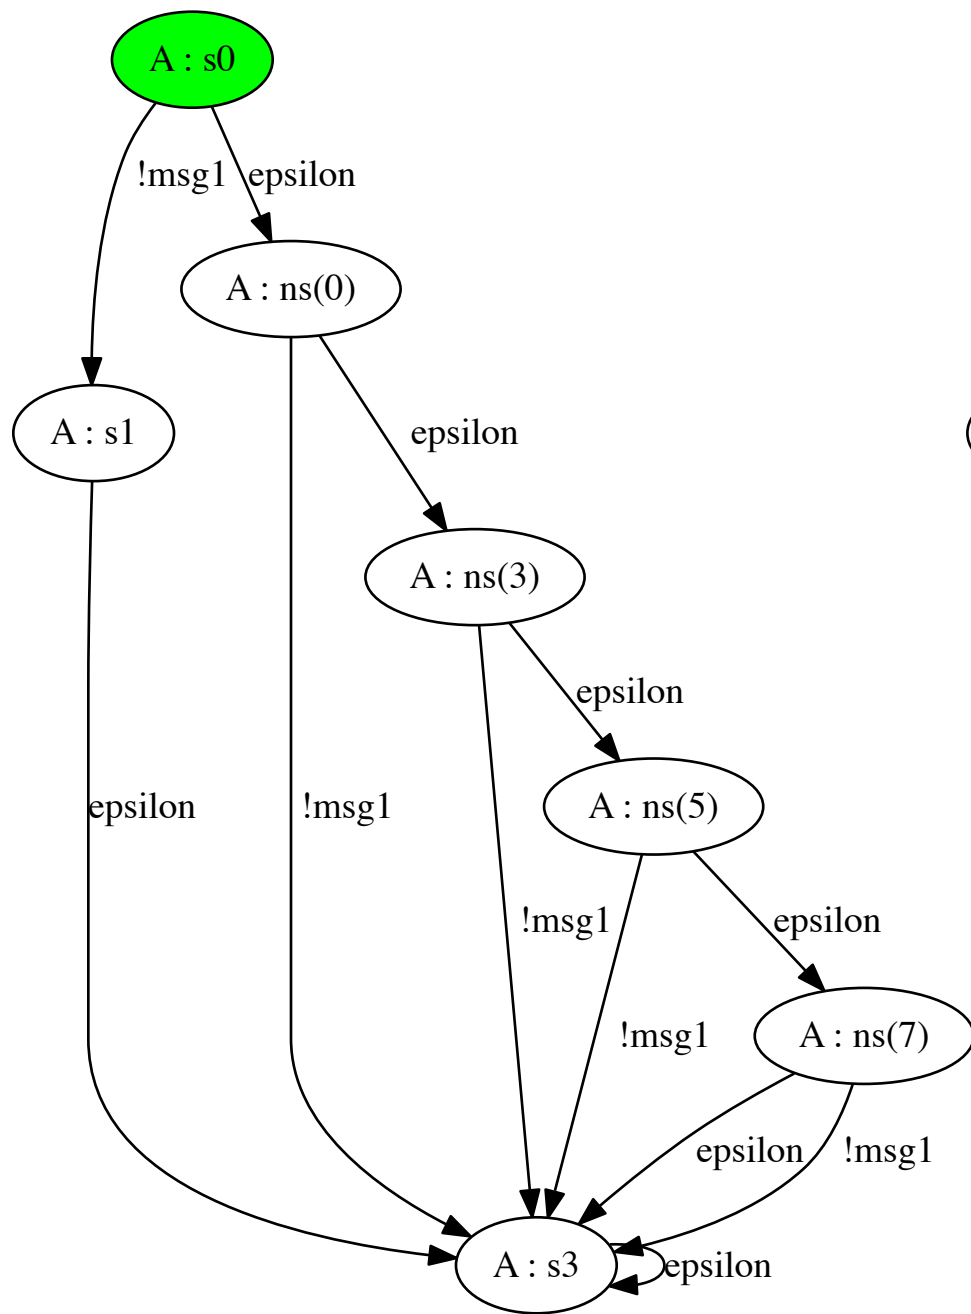 A : s0
!msg1
epsilon
A : ns(0)
A : s1
epsilon
A : ns(3)
epsilon
A : ns(5)
epsilon
!msg1
!msg1
epsilon
!msg1
A : ns(7)
epsilon
!msg1
A : s3
epsilon